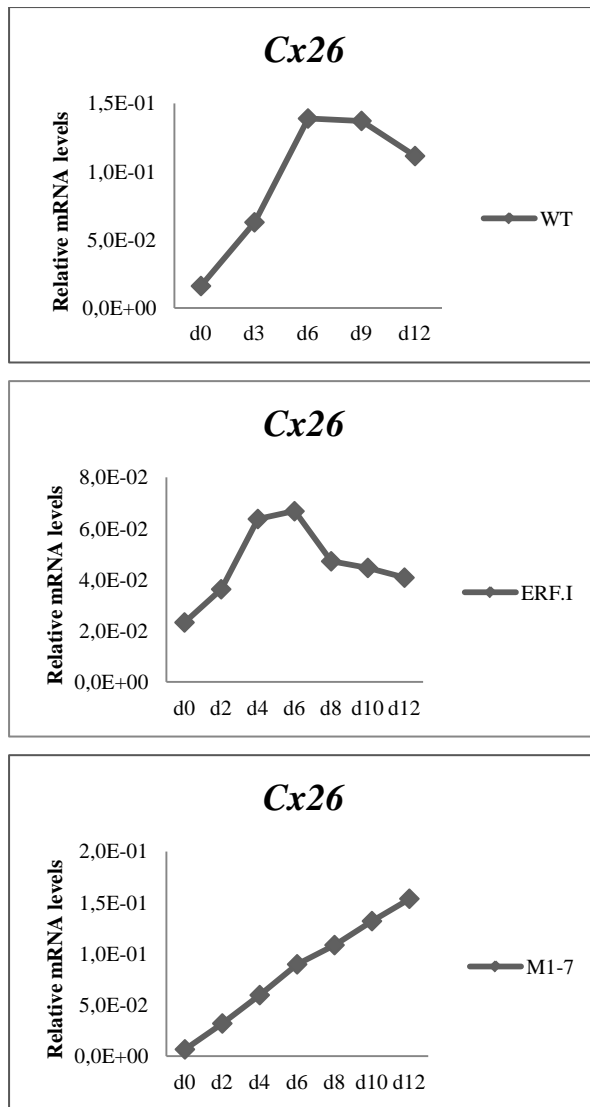 Cx26
Relative mRNA levels
1,5E-01
1,0E-01
5,0E-02
0,0E+00
d0 d3 d6 d9 d12
WT
Cx26
Relative mRNA levels
8,0E-02
6,0E-02
4,0E-02
2,0E-02
0,0E+00
d0 d2 d4 d6 d8 d10 d12
ERF.I
Cx26
Relative mRNA levels
2,0E-01
1,5E-01
1,0E-01
5,0E-02
0,0E+00
d0 d2 d4 d6 d8 d10 d12
M1-7